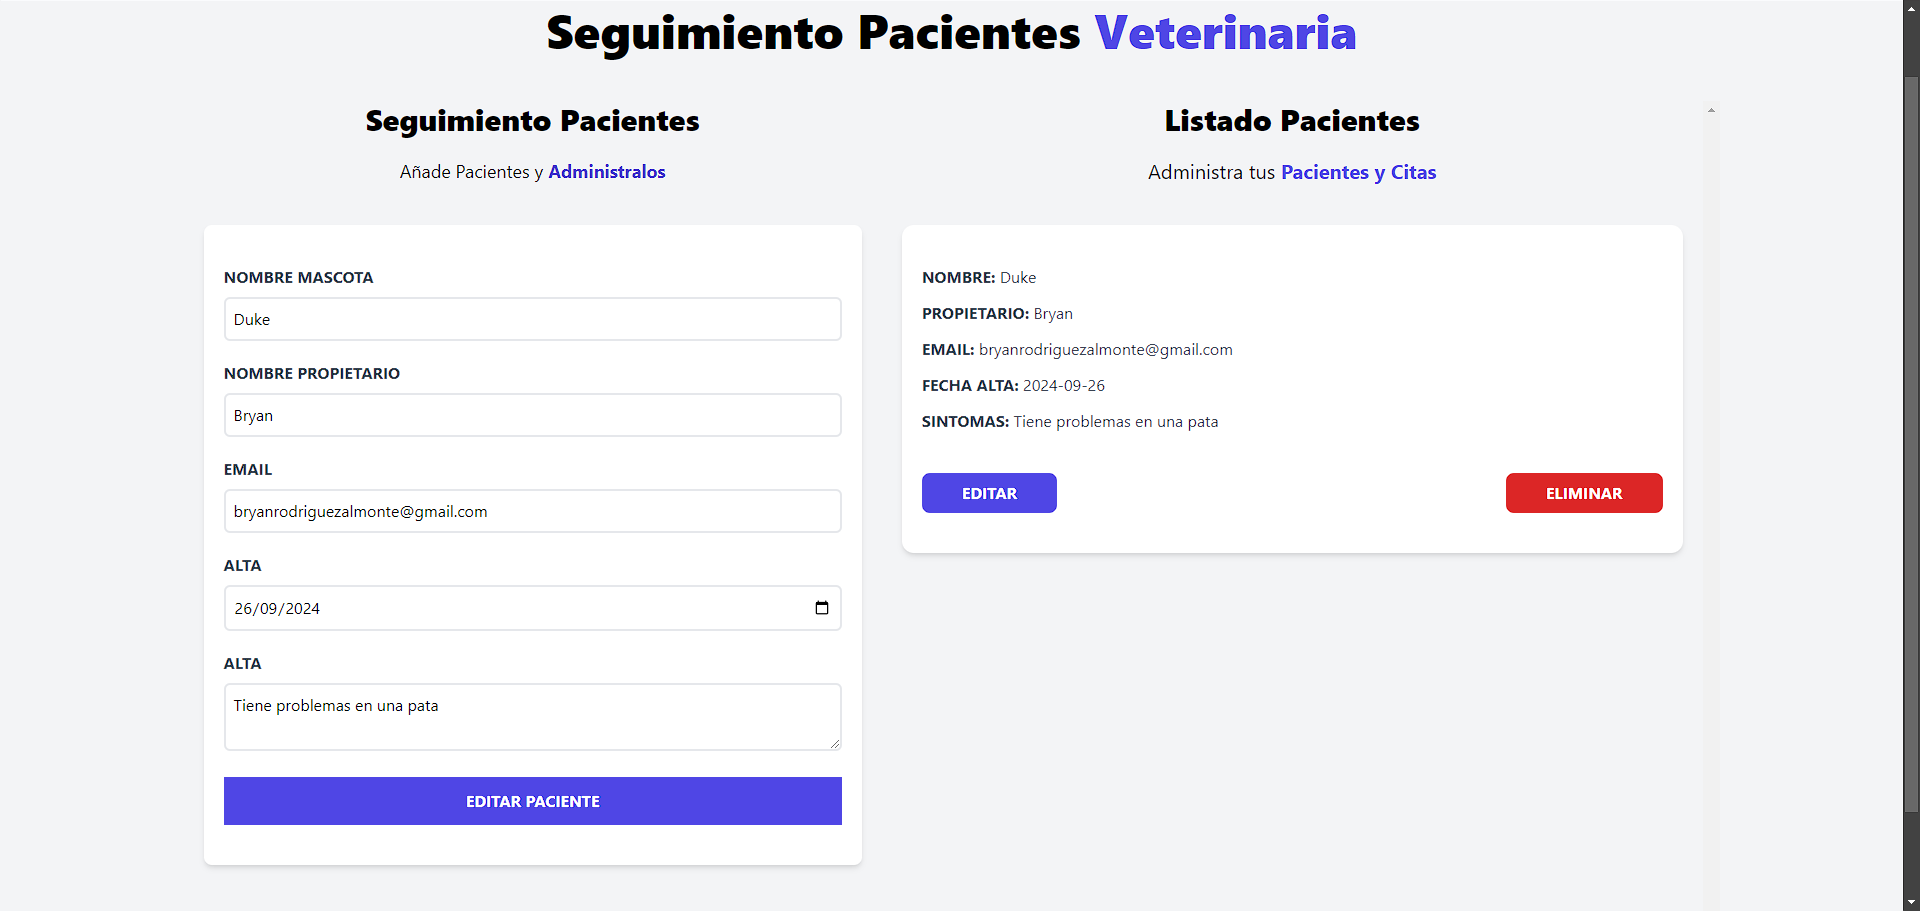 Seguimiento Pacientes Veterinaria
Seguimiento Pacientes
Añade Pacientes y Administralos
NOMBRE MASCOTA
Duke
NOMBRE PROPIETARIO
Bryan
EMAIL
bryanrodriguezalmonte@gmail.com
ALTA
26/09/2024
ALTA
Tiene problemas en una pata
EDITAR PACIENTE
Listado Pacientes
Administra tus Pacientes y Citas
NOMBRE: Duke
PROPIETARIO: Bryan
EMAIL: bryanrodriguezalmonte@gmail.com
FECHA ALTA: 2024-09-26
SINTOMAS: Tiene problemas en una pata
EDITAR
ELIMINAR